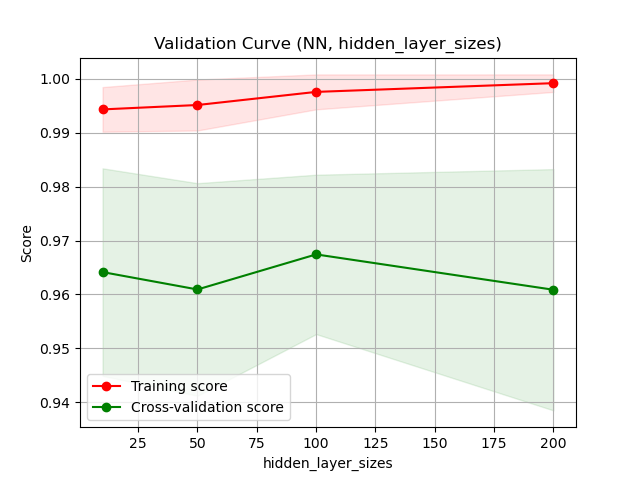 Validation Curve (NN, hidden_layer_sizes)
1.00
0.99
0.98
0.97
0.96
0.95
0.94
Score
Training score
Cross-validation score
25 50 75 100 125 150 175 200
hidden_layer_sizes